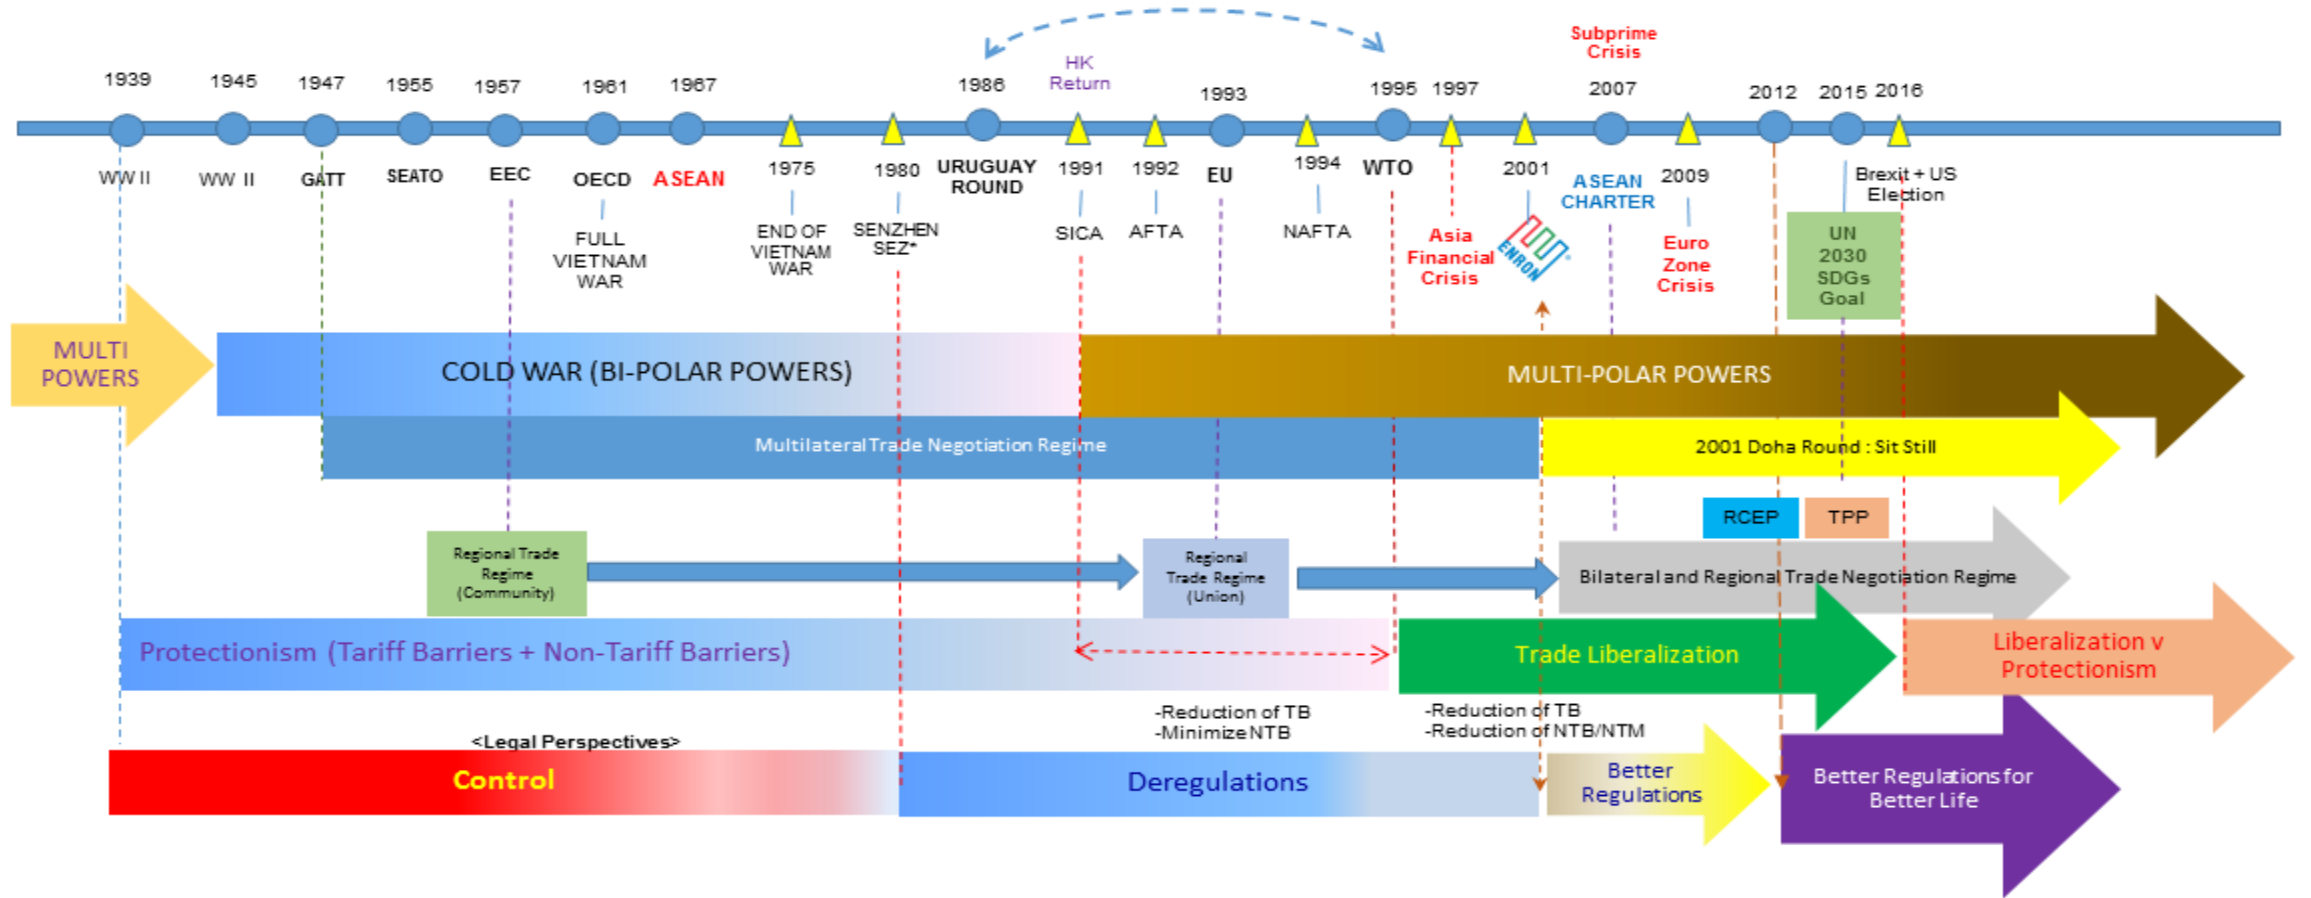 Subprime
Crisis
HK
Return
1939
1945
1947
1955
1957
1961
1967
1986
1993
1995
1997
2007
2012
2015
2016
WW II
WW II
GATT
SEATO
EEC
OECD
ASEAN
1975
1980
URUGUAY
ROUND
1991
1992
EU
1994
WTO
2001
ASEAN
CHARTER
2009
Brexit + US
Election
FULL
VIETNAM
WAR
END OF
VIETNAM
WAR
SENZHEN
SEZ*
SICA
AFTA
NAFTA
Asia
Financial
Crisis
ENRON
Euro
Zone
Crisis
UN
2030
SDGs
Goal
MULTI
POWERS
COLD WAR (BI-POLAR POWERS)
MULTI-POLAR POWERS
Multilateral Trade Negotiation Regime
2001 Doha Round : Sit Still
RCEP
TPP
Regional Trade
Regime
(Community)
Regional
Trade Regime
(Union)
Bilateral and Regional Trade Negotiation Regime
Protectionism (Tariff Barriers + Non-Tariff Barriers)
Trade Liberalization
Liberalization v
Protectionism
-Reduction of TB
-Minimize NTB
-Reduction of TB
-Reduction of NTB/NTM
<Legal Perspectives>
Control
Deregulations
Better
Regulations
Better Regulations for
Better Life